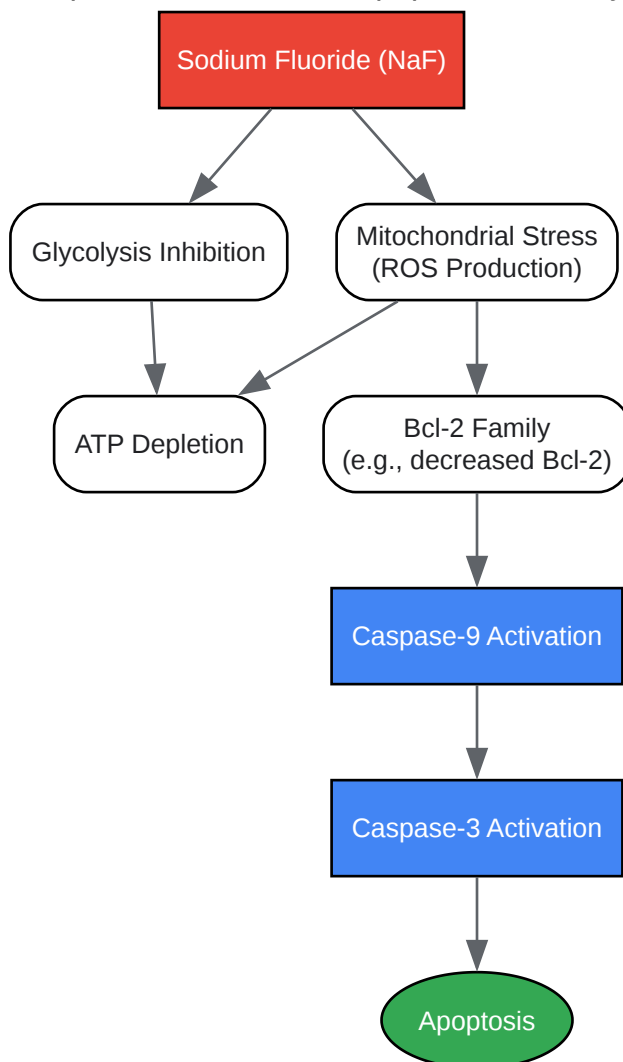 Sodium Fluoride (NaF)
Glycolysis Inhibition
Mitochondrial Stress
(ROS Production)
ATP Depletion
Bcl-2 Family
(e.g., decreased Bcl-2)
Caspase-9 Activation
Caspase-3 Activation
Apoptosis